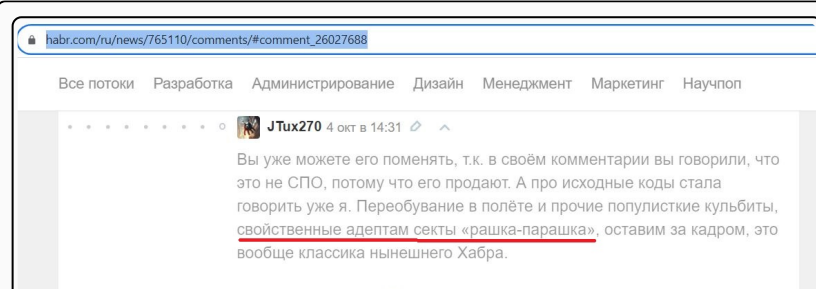 habr.com/ru/news/765110/comments/#comment_26027688
Все потоки Разработка Администрирование Дизайн Менеджмент Маркетинг Научпоп
JTux270 4 окт в 14:31
Вы уже можете его поменять, т.к. в своём комментарии вы говорили, что
это не СПО, потому что его продают. А про исходные коды стала
говорить уже я. Переобувание в полёте и прочие популисткие кульбиты,
свойственные адептам секты «рашка-парашка», оставим за кадром, это
вообще классика нынешнего Хабра.